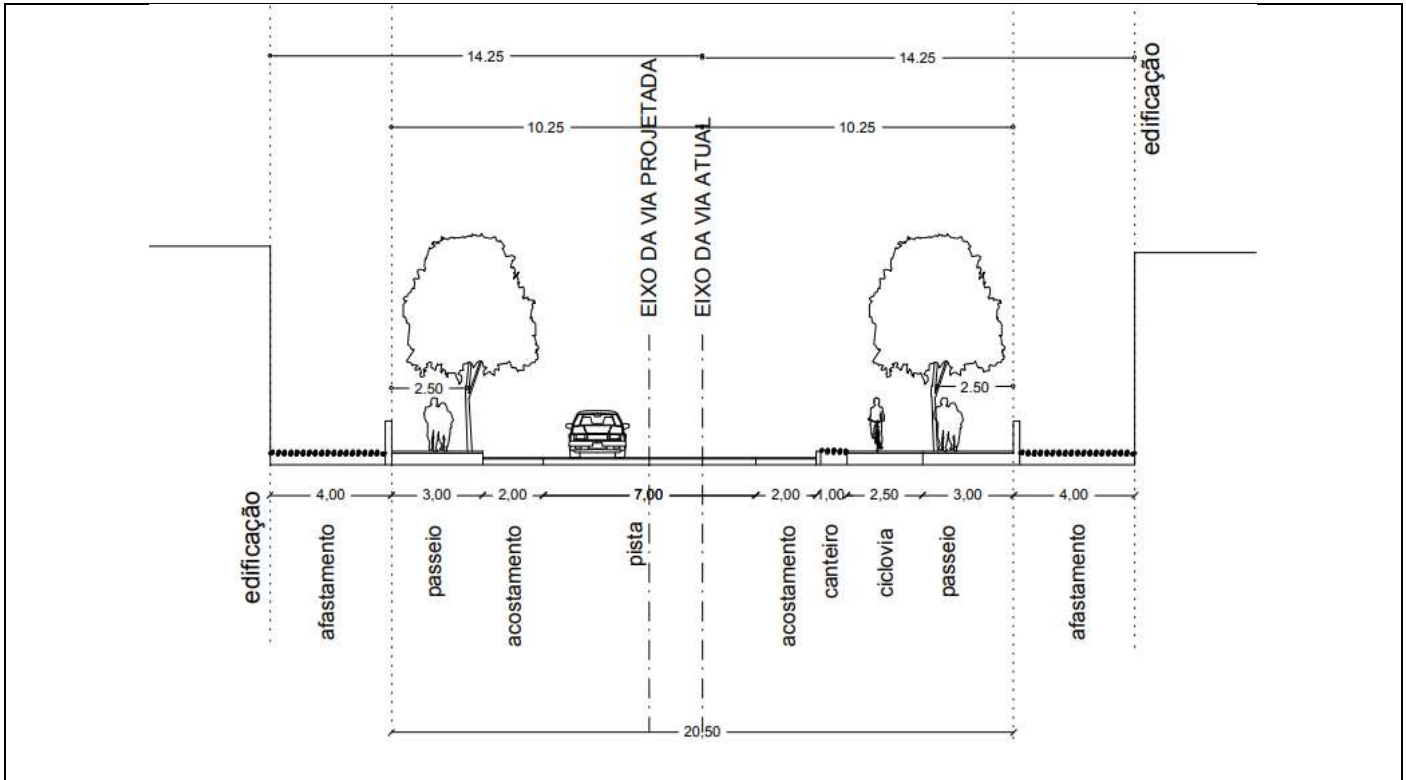 14.25
14.25
edificação
10.25
10.25
EIXO DA VIA PROJETADA
EIXO DA VIA ATUAL
2.50
2.50
4,00
3,00
2,00
7,00
2,00
1,00
2,50
3,00
4,00
edificação
afastamento
passeio
acostamento
pista
acostamento
canteiro
ciclovia
passeio
afastamento
20,50